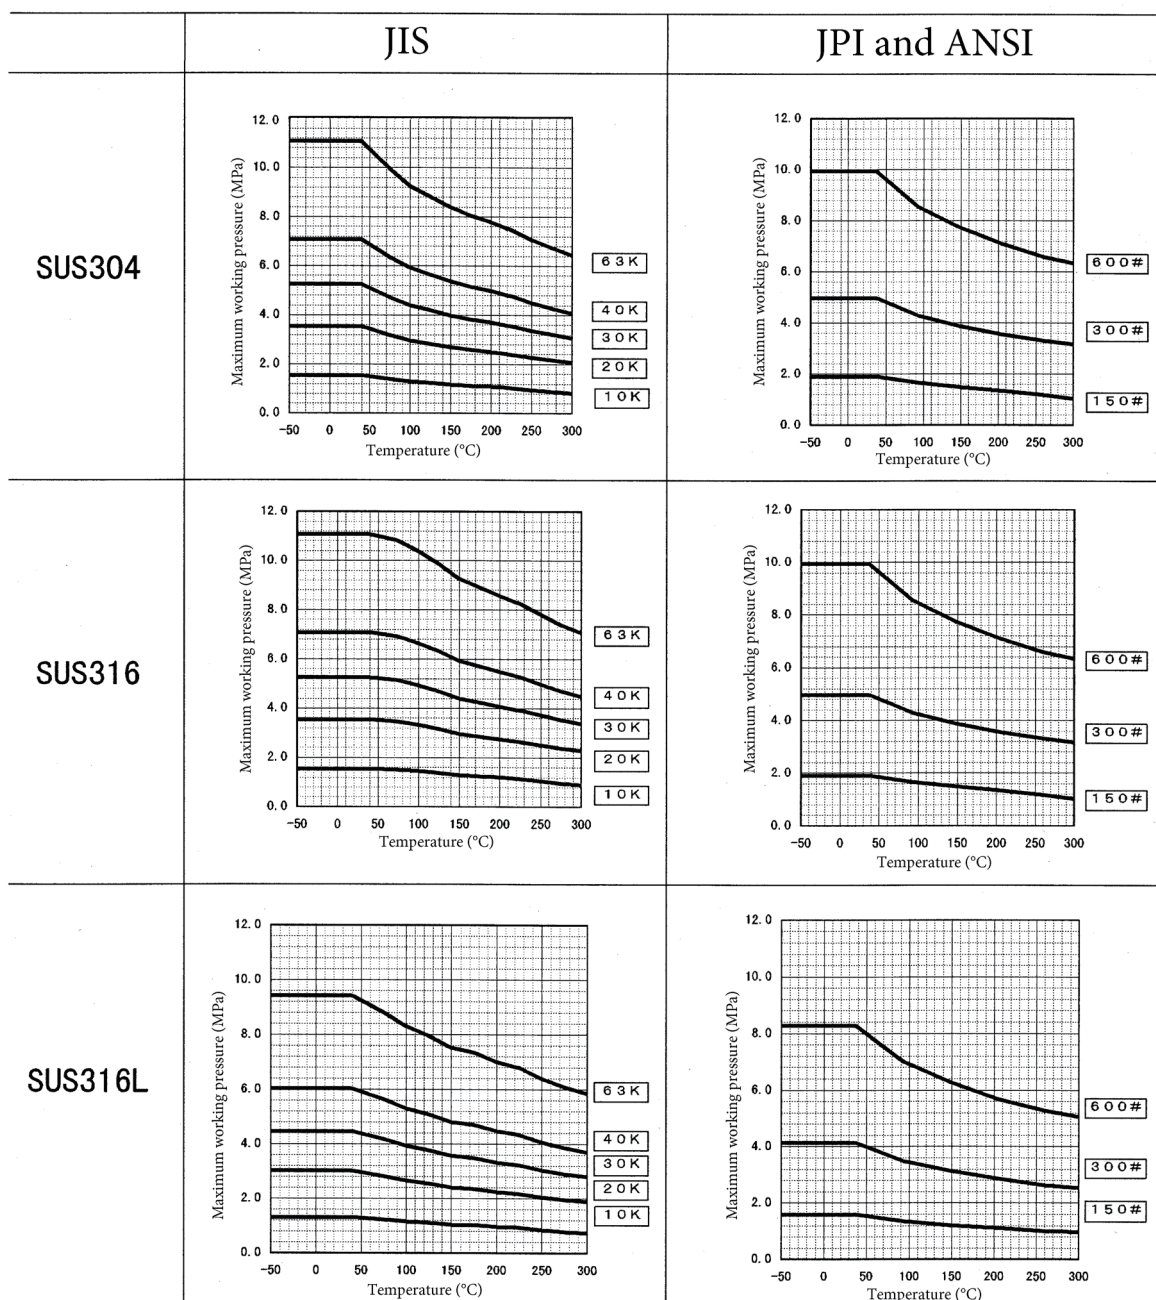 JIS
JPI and ANSI
SUS304
Maximum working pressure (MPa)
12.0
10.0
8.0
6.0
4.0
2.0
0.0
-50 0 50 100 150 200 250 300
Temperature (°C)
63K
40K
30K
20K
10K
Maximum working pressure (MPa)
12.0
10.0
8.0
6.0
4.0
2.0
0.0
-50 0 50 100 150 200 250 300
Temperature (°C)
600#
300#
150#
SUS316
Maximum working pressure (MPa)
12.0
10.0
8.0
6.0
4.0
2.0
0.0
-50 0 50 100 150 200 250 300
Temperature (°C)
63K
40K
30K
20K
10K
Maximum working pressure (MPa)
12.0
10.0
8.0
6.0
4.0
2.0
0.0
-50 0 50 100 150 200 250 300
Temperature (°C)
600#
300#
150#
SUS316L
Maximum working pressure (MPa)
12.0
10.0
8.0
6.0
4.0
2.0
0.0
-50 0 50 100 150 200 250 300
Temperature (°C)
63K
40K
30K
20K
10K
Maximum working pressure (MPa)
12.0
10.0
8.0
6.0
4.0
2.0
0.0
-50 0 50 100 150 200 250 300
Temperature (°C)
600#
300#
150#